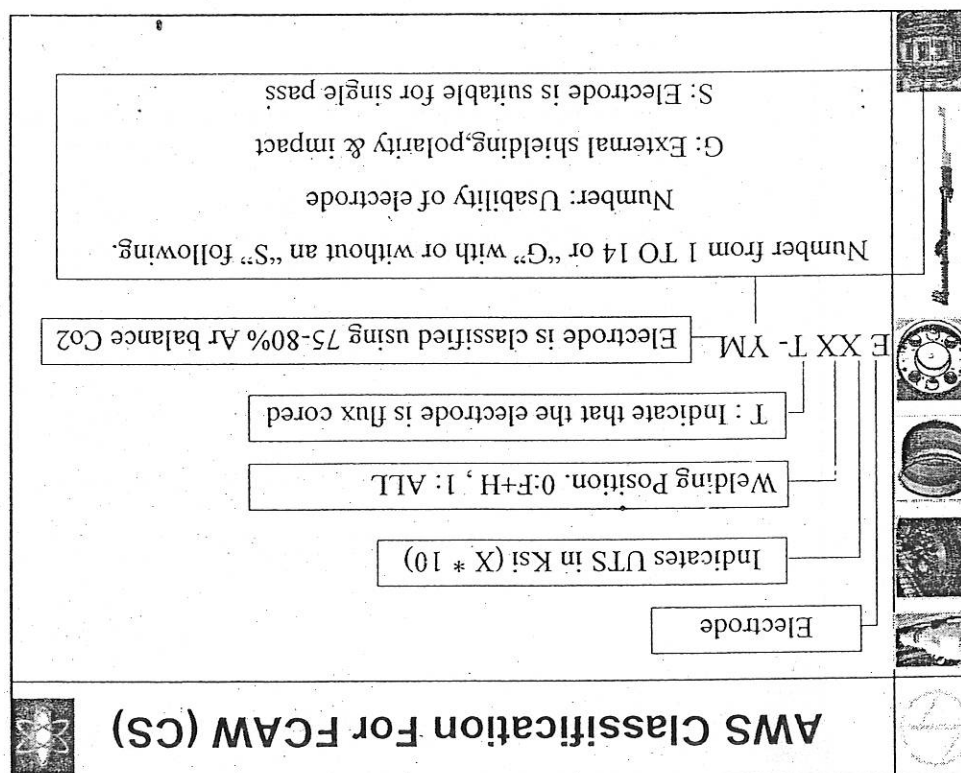 AWS Classification For FCAW (CS)
Electrode
Indicates UTS in Ksi (X * 10)
Welding Position. 0:F+H , 1: ALL
T : Indicate that the electrode is flux cored
E XX T- YM
Electrode is classified using 75-80% Ar balance Co2
Number from 1 TO 14 or “G” with or without an “S” following.
Number: Usability of electrode
G: External shielding,polarity & impact
S: Electrode is suitable for single pass
8